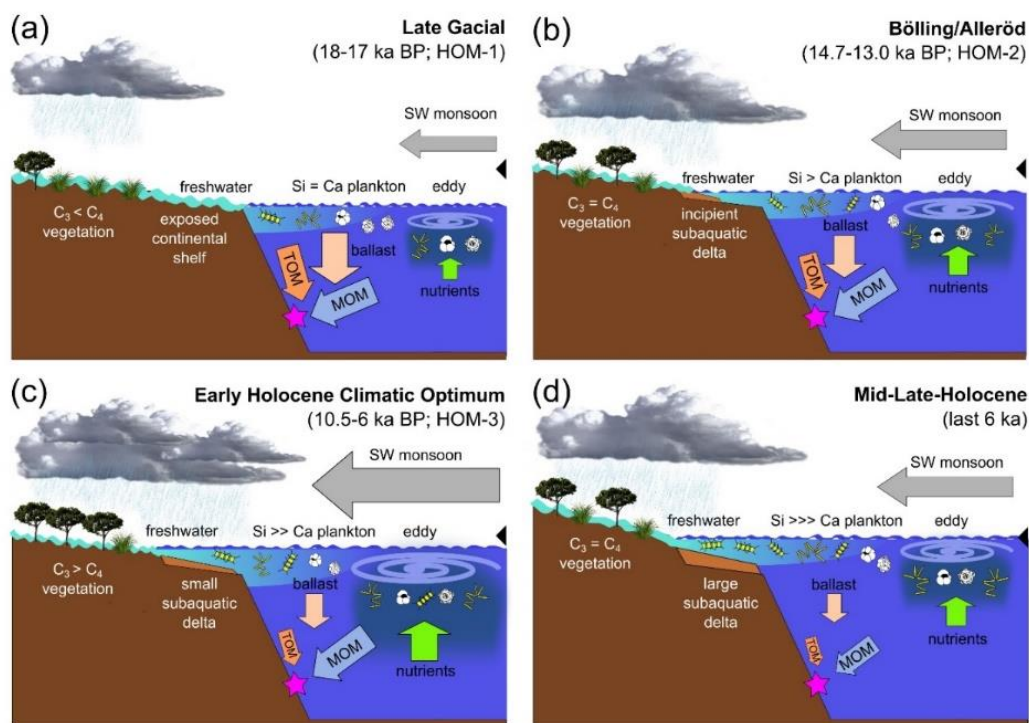 (a)
Late Gacial
(18-17 ka BP; HOM-1)
SW monsoon
freshwater
Si = Ca plankton
eddy
C₃ < C₄
vegetation
exposed
continental
shelf
ballast
TOM
MOM
nutrients
(b)
Bölling/Alleröd
(14.7-13.0 ka BP; HOM-2)
SW monsoon
freshwater
Si > Ca plankton
eddy
C₃ = C₄
vegetation
incipient
subaquatic
delta
ballast
TOM
MOM
nutrients
(c)
Early Holocene Climatic Optimum
(10.5-6 ka BP; HOM-3)
SW monsoon
freshwater
Si >> Ca plankton
eddy
C₃ > C₄
vegetation
small
subaquatic
delta
ballast
TOM
MOM
nutrients
(d)
Mid-Late-Holocene
(last 6 ka)
SW monsoon
freshwater
Si >>> Ca plankton
eddy
C₃ = C₄
vegetation
large
subaquatic
delta
ballast
TOM
MOM
nutrients